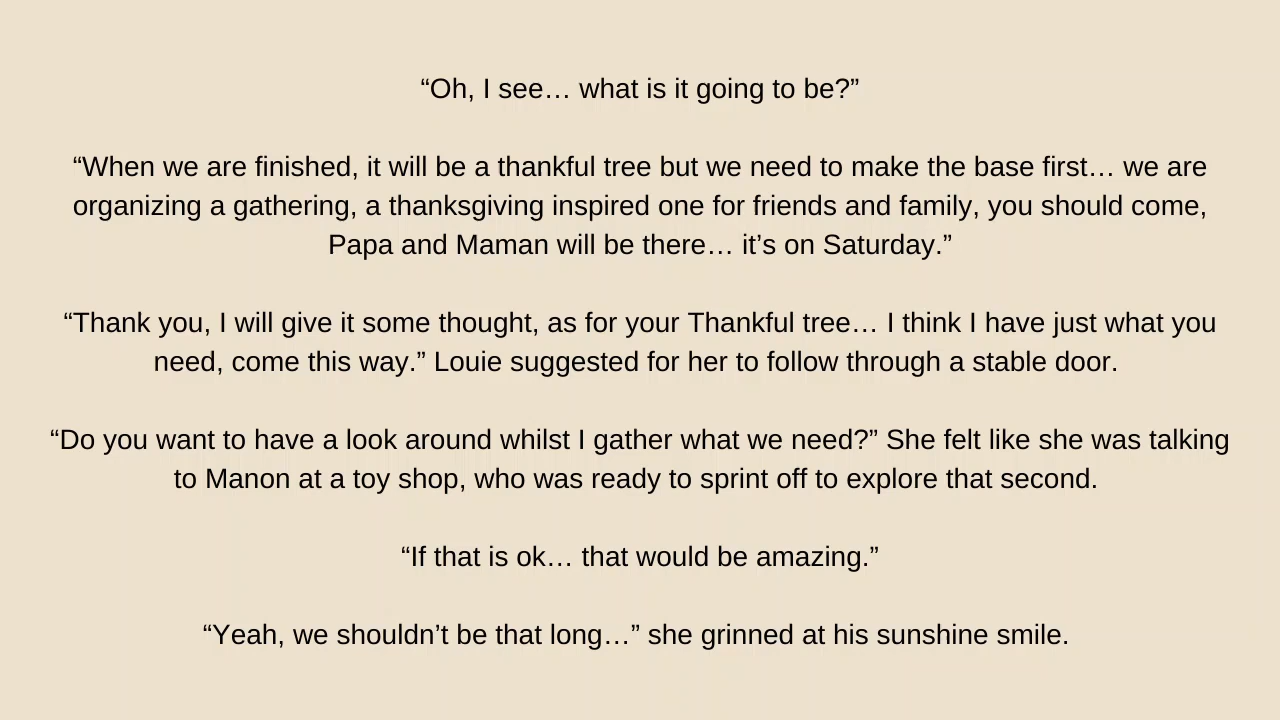 “Oh, I see… what is it going to be?”
“When we are finished, it will be a thankful tree but we need to make the base first… we are
organizing a gathering, a thanksgiving inspired one for friends and family, you should come,
Papa and Maman will be there… it’s on Saturday.”
“Thank you, I will give it some thought, as for your Thankful tree… I think I have just what you
need, come this way.” Louie suggested for her to follow through a stable door.
“Do you want to have a look around whilst I gather what we need?” She felt like she was talking
to Manon at a toy shop, who was ready to sprint off to explore that second.
“If that is ok… that would be amazing.”
“Yeah, we shouldn’t be that long…” she grinned at his sunshine smile.